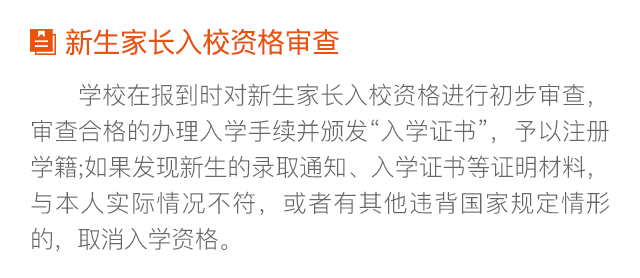 新生家长入校资格审查
学校在报到时对新生家长入校资格进行初步审查，
审查合格的办理入学手续并颁发“入学证书”，予以注册
学籍;如果发现新生的录取通知、入学证书等证明材料，
与本人实际情况不符，或者有其他违背国家规定情形
的，取消入学资格。